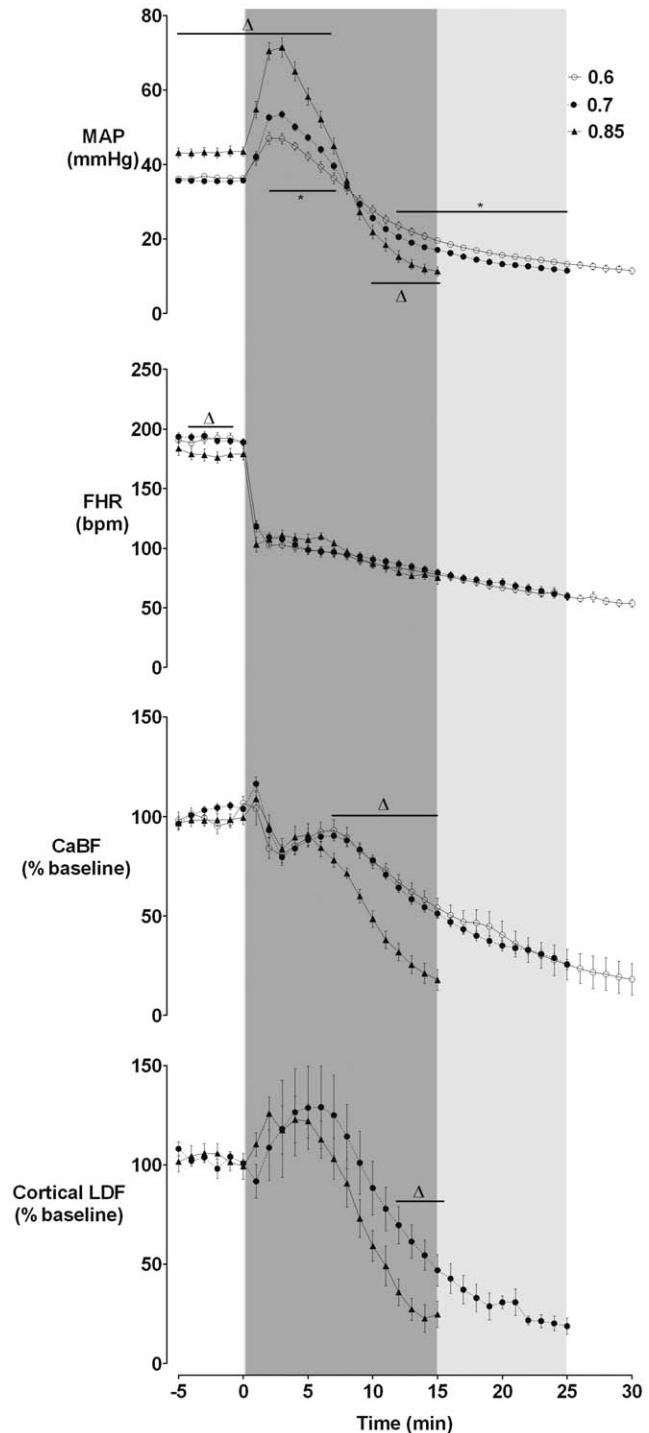 80
Δ
0.6
60
0.7
0.85
MAP
(mmHg)
40
*
*
20
Δ
0
250
Δ
200
150
FHR
(bpm)
100
50
0
150
Δ
100
CaBF
(% baseline)
50
0
150
100
Cortical LDF
(% baseline)
Δ
50
0
-5 0 5 10 15 20 25 30
Time (min)